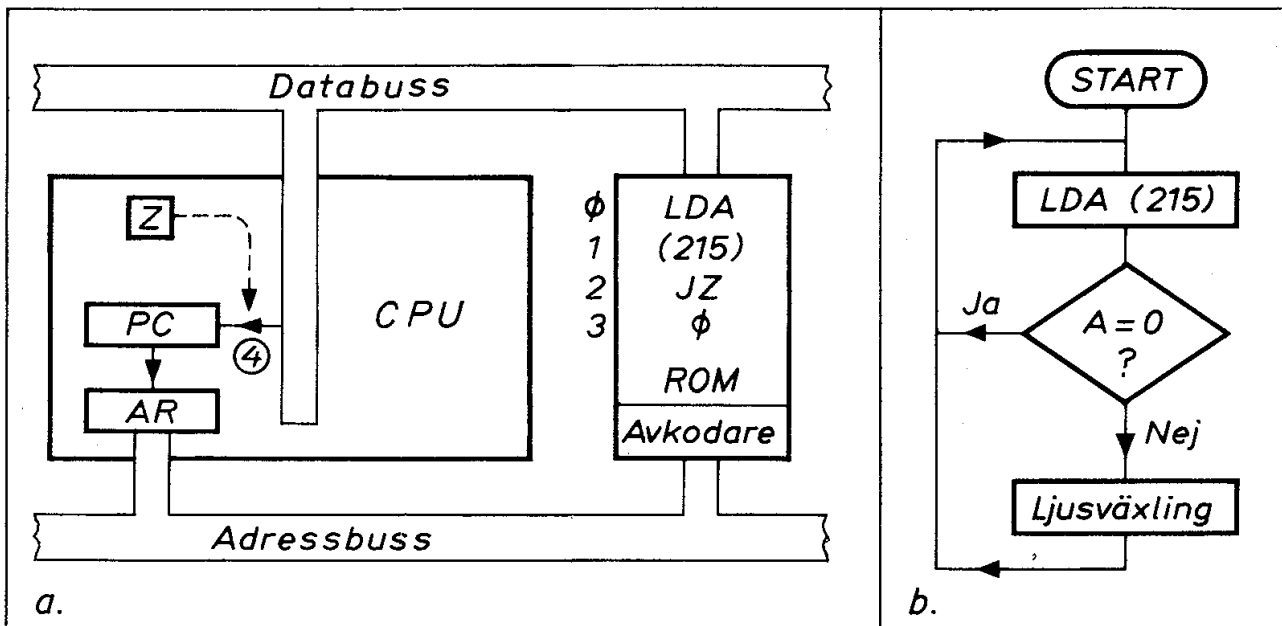 Databuss
Z
PC
AR
④
CPU
ϕ LDA
1 (215)
2 JZ
3 ϕ
ROM
Avkodare
Adressbuss
a.
START
LDA (215)
Ja
A=0
?
Nej
Ljusväxling
b.